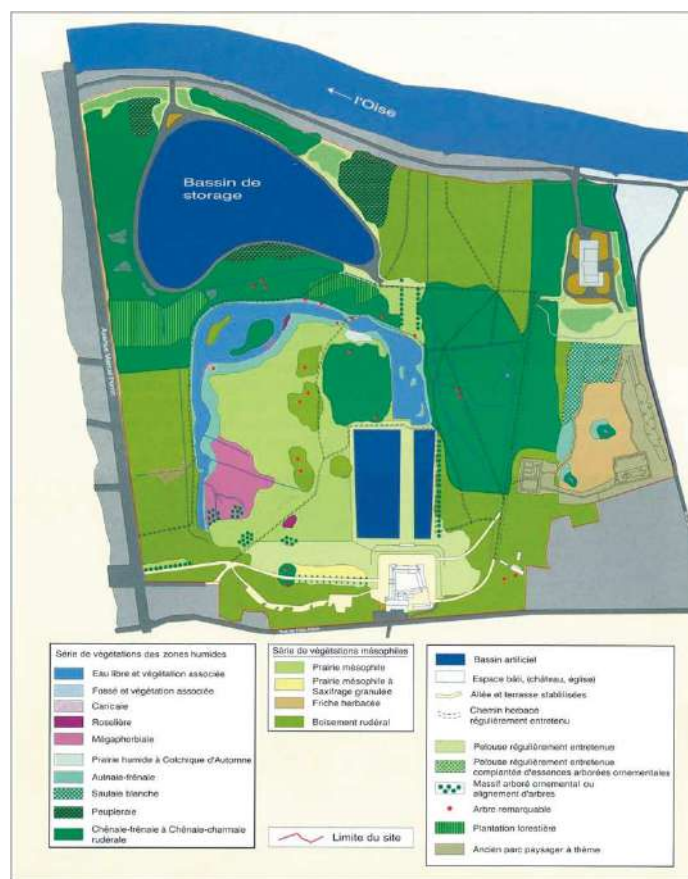 l'Oise
Bassin de
storage
Série de végétations des zones humides
Eau libre et végétation associée
Fossé et végétation associée
Cariçaie
Roselière
Mégaphorbiaie
Prairie humide à Colchique d'Automne
Aulnaie-frênaie
Saulaie blanche
Peupleraie
Chênaie-frênaie à Chênaie-charmaie
rudérale
Série de végétations mésophiles
Prairie mésophile
Prairie mésophile à
Saxifrage granulée
Friche herbacée
Boisement rudéral
Limite du site
Bassin artificiel
Espace bâti, (château, église)
Allée et terrasse stabilisées
Chemin herbacé
régulièrement entretenu
Pelouse régulièrement entretenue
Pelouse régulièrement entretenue
complantée d'essences arborées ornementales
Massif arboré ornemental ou
alignement d'arbres
Arbre remarquable
Plantation forestière
Ancien parc paysager à thème